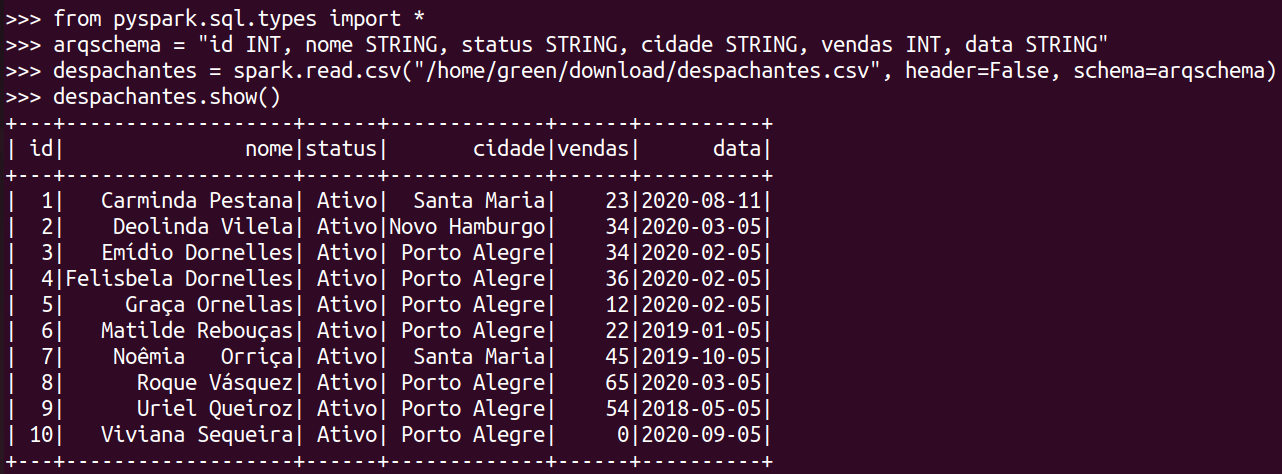 >>> from pyspark.sql.types import *
>>> arqschema = "id INT, nome STRING, status STRING, cidade STRING, vendas INT, data STRING"
>>> despachantes = spark.read.csv("/home/green/download/despachantes.csv", header=False, schema=arqschema)
>>> despachantes.show()
+---+-------------------+------+-------------+------+----------+
| id|               nome|status|       cidade|vendas|      data|
+---+-------------------+------+-------------+------+----------+
|  1|   Carminda Pestana| Ativo|  Santa Maria|    23|2020-08-11|
|  2|    Deolinda Vilela| Ativo|Novo Hamburgo|    34|2020-03-05|
|  3|   Emídio Dornelles| Ativo| Porto Alegre|    34|2020-02-05|
|  4|Felisbela Dornelles| Ativo| Porto Alegre|    36|2020-02-05|
|  5|     Graça Ornellas| Ativo| Porto Alegre|    12|2020-02-05|
|  6|   Matilde Rebouças| Ativo| Porto Alegre|    22|2019-01-05|
|  7|    Noêmia   Orriça| Ativo|  Santa Maria|    45|2019-10-05|
|  8|      Roque Vásquez| Ativo| Porto Alegre|    65|2020-03-05|
|  9|      Uriel Queiroz| Ativo| Porto Alegre|    54|2018-05-05|
| 10|   Viviana Sequeira| Ativo| Porto Alegre|     0|2020-09-05|
+---+-------------------+------+-------------+------+----------+